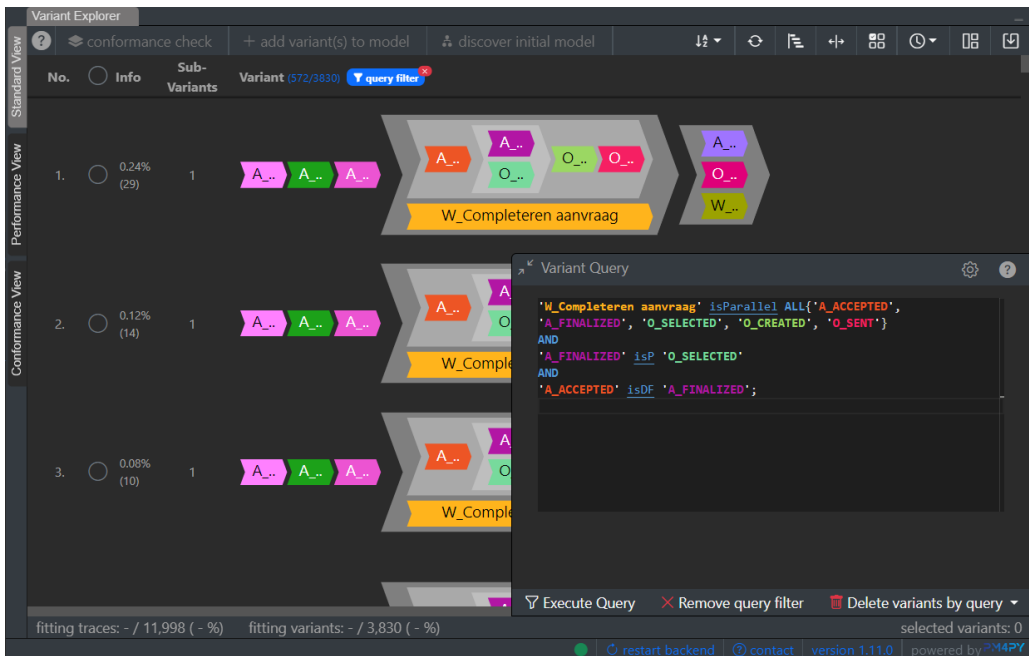 Variant Explorer
Standard View
Performance View
Conformance View
? conformance check + add variant(s) to model discover initial model
No. Info Sub-Variants Variant (572/3830) query filter
1. 0.24% (29) 1 A_.. A_.. A_.. A_.. A_.. O_.. O_.. O_.. W_Completeren aanvraag A_.. O_.. W_..
2. 0.12% (14) 1 A_.. A_.. A_.. A_.. A O W_Comple
3. 0.08% (10) 1 A_.. A_.. A_.. A_.. A O W_Comple
Variant Query ?
'W_Completeren aanvraag' isParallel ALL{'A_ACCEPTED',
'A_FINALIZED', 'O_SELECTED', 'O_CREATED', 'O_SENT'}
AND
'A_FINALIZED' isP 'O_SELECTED'
AND
'A_ACCEPTED' isDF 'A_FINALIZED';
Execute Query Remove query filter Delete variants by query
fitting traces: - / 11,998 ( - %) fitting variants: - / 3,830 ( - %) selected variants: 0
restart backend ? contact version 1.11.0 powered by PM4PY